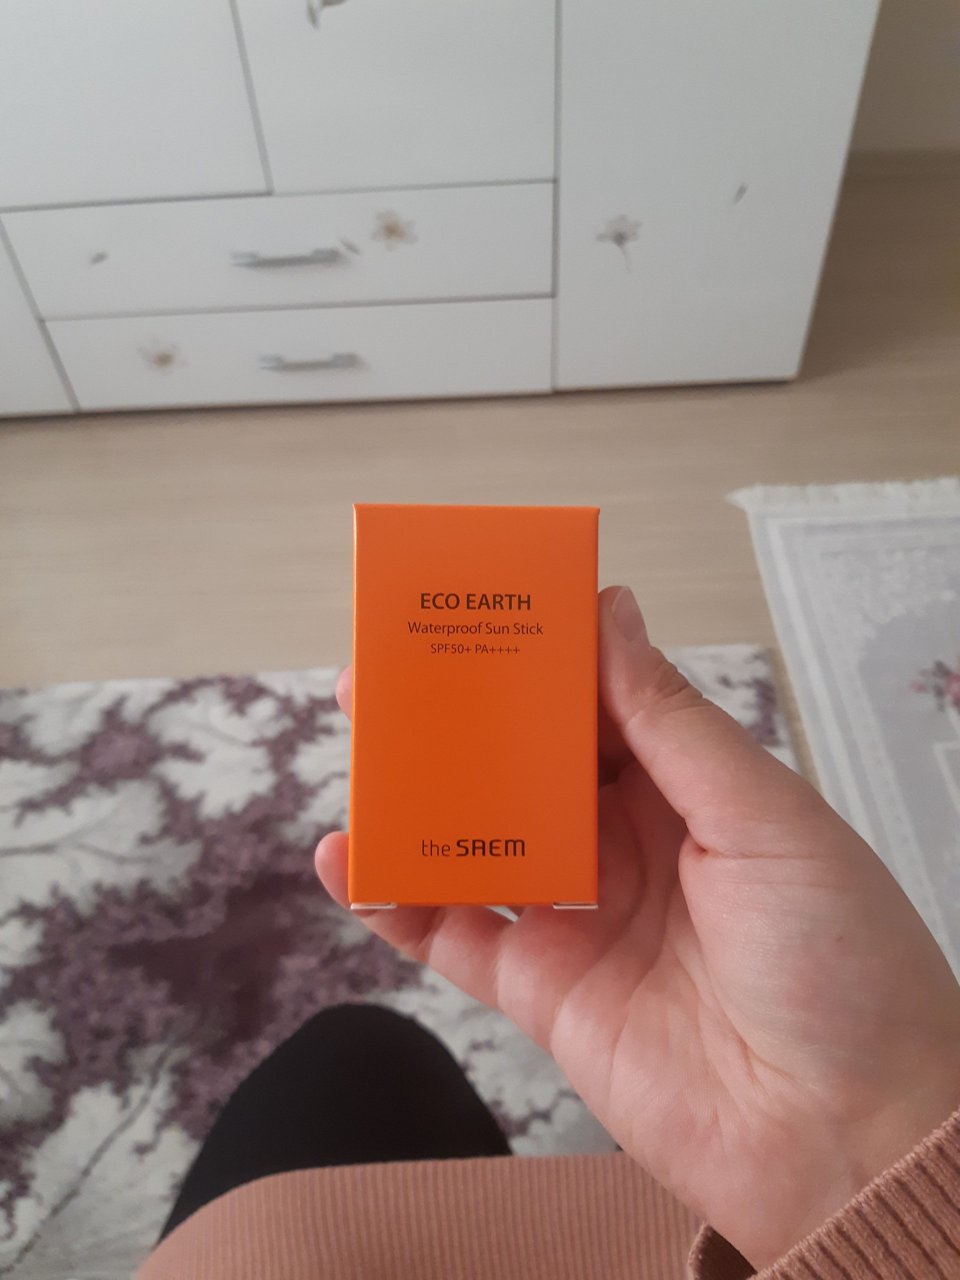 ECO EARTH
Waterproof Sun Stick
SPF50+ PA++++
the SAEM